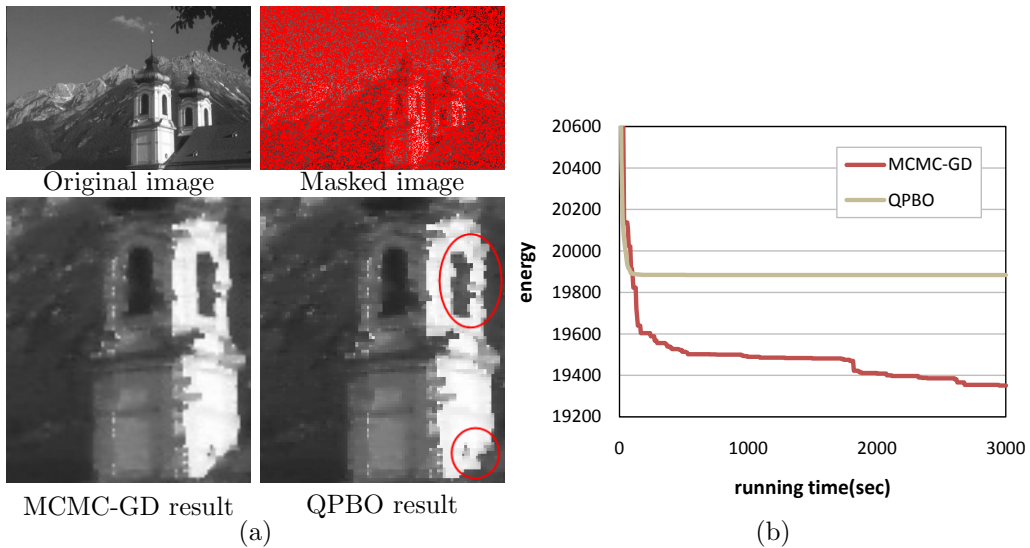 Original image
Masked image
MCMC-GD result
QPBO result
(a)
20600
20400
20200
20000
19800
19600
19400
19200
energy
MCMC-GD
QPBO
0
1000
2000
3000
running time(sec)
(b)